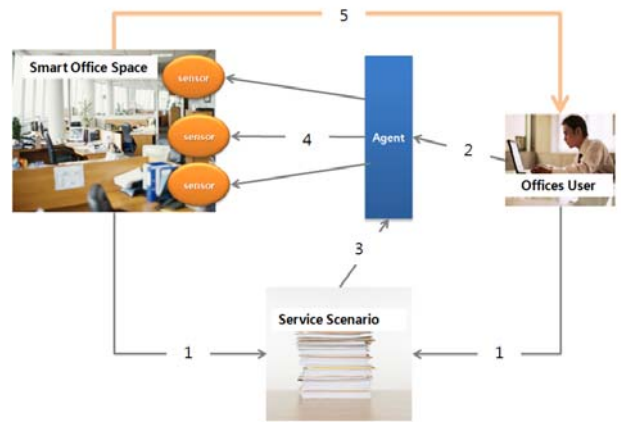 5
Smart Office Space
sensor
sensor
sensor
4
Agent
2
Offices User
3
Service Scenario
1
1